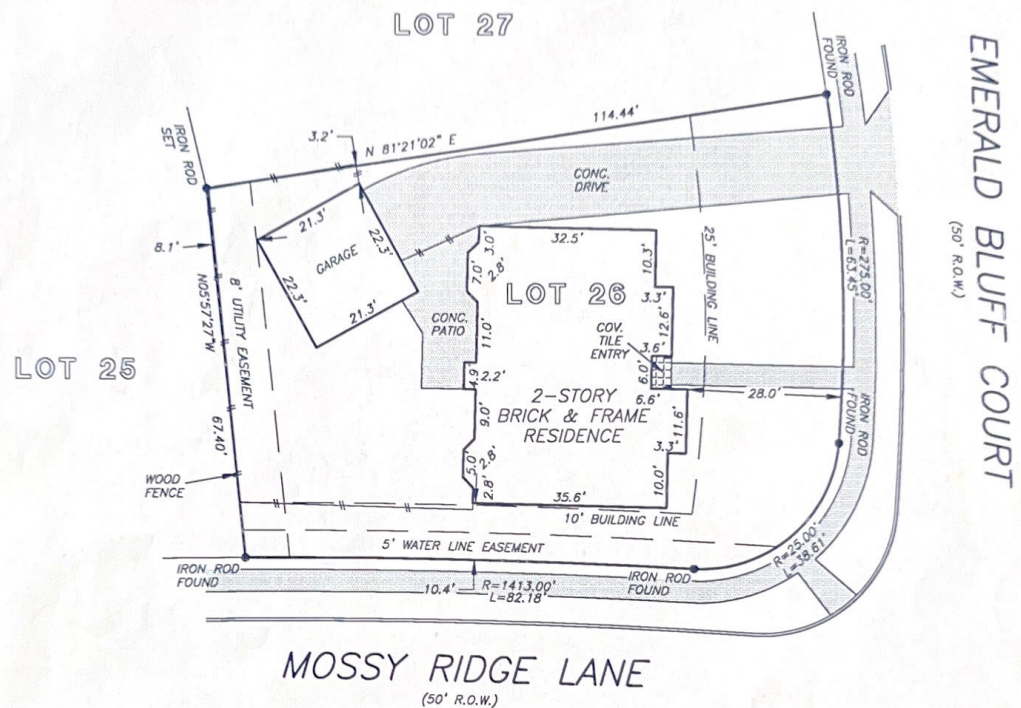 LOT 27
EMERALD BLUFF COURT
(50' R.O.W.)
IRON ROD
FOUND
114.44'
N 81°21'02" E
3.2'
IRON ROD
SET
CONC.
DRIVE
21.3'
22.3'
GARAGE
22.3'
21.3'
8.1'
N05°57'27"W
67.40'
8' UTILITY EASEMENT
32.5'
3.0'
2.8'
7.0'
10.3'
25' BUILDING LINE
R=275.00'
L=63.45'
LOT 26
3.3'
12.6'
CONC.
PATIO
11.0'
COV.
TILE
ENTRY
3.6'
6.0'
6.6'
28.0'
LOT 25
4.9'
2.2'
2-STORY
BRICK & FRAME
RESIDENCE
9.0'
11.6'
3.3'
10.0'
IRON ROD
FOUND
5.0'
2.8'
2.8'
35.6'
WOOD
FENCE
10' BUILDING LINE
5' WATER LINE EASEMENT
R=25.00'
L=38.61'
IRON ROD
FOUND
10.4'
R=1413.00'
L=82.18'
IRON ROD
FOUND
MOSSY RIDGE LANE
(50' R.O.W.)